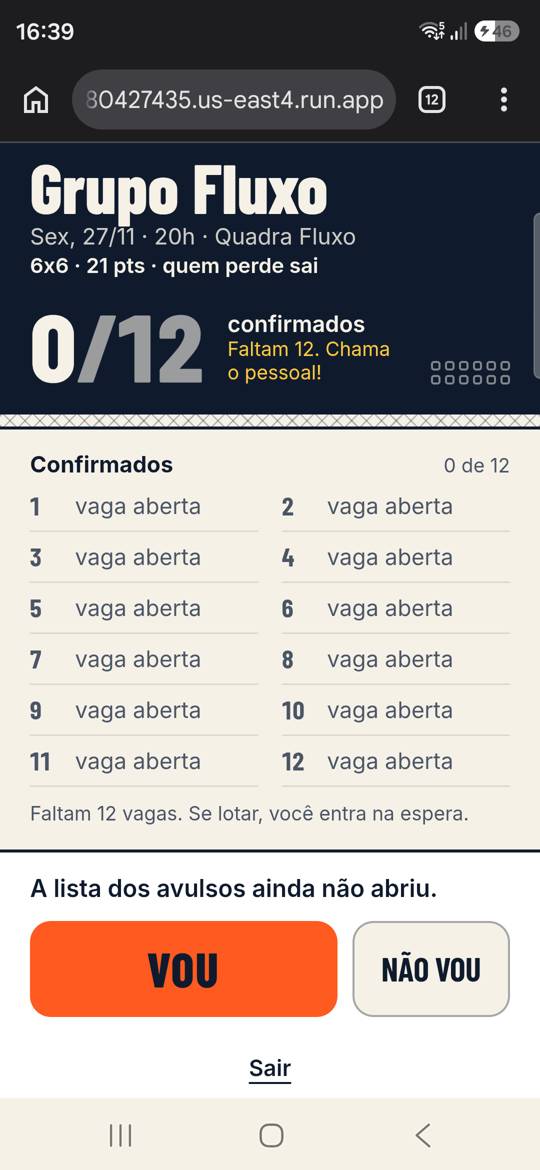 16:39
5
46
80427435.us-east4.run.app
12
Grupo Fluxo
Sex, 27/11 · 20h · Quadra Fluxo
6x6 · 21 pts · quem perde sai
0/12
confirmados
Faltam 12. Chama
o pessoal!
Confirmados
0 de 12
1 vaga aberta
2 vaga aberta
3 vaga aberta
4 vaga aberta
5 vaga aberta
6 vaga aberta
7 vaga aberta
8 vaga aberta
9 vaga aberta
10 vaga aberta
11 vaga aberta
12 vaga aberta
Faltam 12 vagas. Se lotar, você entra na espera.
A lista dos avulsos ainda não abriu.
VOU
NÃO VOU
Sair